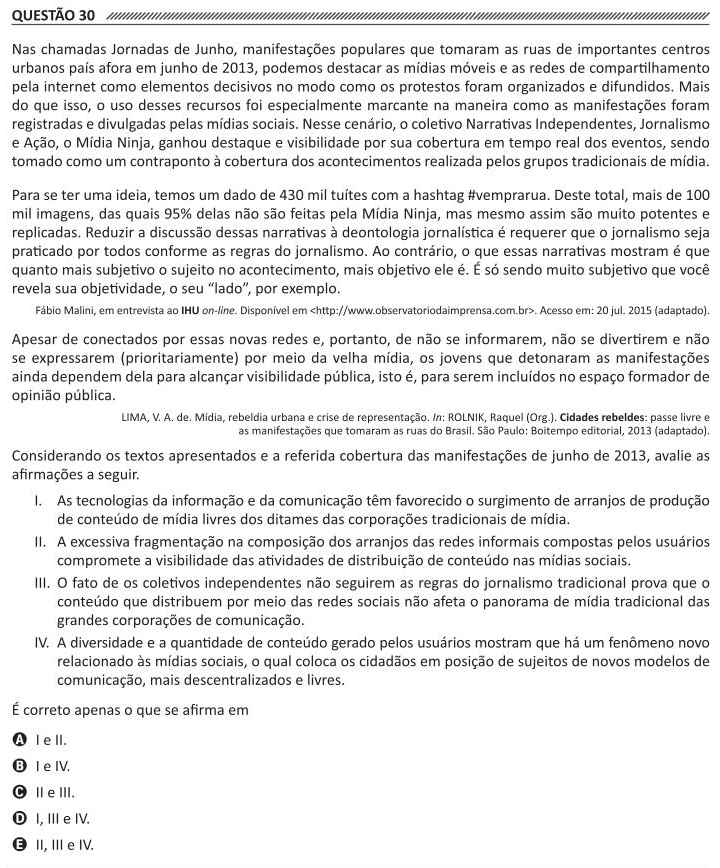 QUESTÃO 30
Nas chamadas Jornadas de Junho, manifestações populares que tomaram as ruas de importantes centros
urbanos país afora em junho de 2013, podemos destacar as mídias móveis e as redes de compartilhamento
pela internet como elementos decisivos no modo como os protestos foram organizados e difundidos. Mais
do que isso, o uso desses recursos foi especialmente marcante na maneira como as manifestações foram
registradas e divulgadas pelas mídias sociais. Nesse cenário, o coletivo Narrativas Independentes, Jornalismo
e Ação, o Mídia Ninja, ganhou destaque e visibilidade por sua cobertura em tempo real dos eventos, sendo
tomado como um contraponto à cobertura dos acontecimentos realizada pelos grupos tradicionais de mídia.
Para se ter uma ideia, temos um dado de 430 mil tuítes com a hashtag #vemprarua. Deste total, mais de 100
mil imagens, das quais 95% delas não são feitas pela Mídia Ninja, mas mesmo assim são muito potentes e
replicadas. Reduzir a discussão dessas narrativas à deontologia jornalística é requerer que o jornalismo seja
praticado por todos conforme as regras do jornalismo. Ao contrário, o que essas narrativas mostram é que
quanto mais subjetivo o sujeito no acontecimento, mais objetivo ele é. É só sendo muito subjetivo que você
revela sua objetividade, o seu “lado”, por exemplo.
Fábio Malini, em entrevista ao IHU on-line. Disponível em <http://www.observatoriodaimprensa.com.br>. Acesso em: 20 jul. 2015 (adaptado).
Apesar de conectados por essas novas redes e, portanto, de não se informarem, não se divertirem e não
se expressarem (prioritariamente) por meio da velha mídia, os jovens que detonaram as manifestações
ainda dependem dela para alcançar visibilidade pública, isto é, para serem incluídos no espaço formador de
opinião pública.
LIMA, V. A. de. Mídia, rebeldia urbana e crise de representação. In: ROLNIK, Raquel (Org.). Cidades rebeldes: passe livre e
as manifestações que tomaram as ruas do Brasil. São Paulo: Boitempo editorial, 2013 (adaptado).
Considerando os textos apresentados e a referida cobertura das manifestações de junho de 2013, avalie as
afirmações a seguir.
I. As tecnologias da informação e da comunicação têm favorecido o surgimento de arranjos de produção
de conteúdo de mídia livres dos ditames das corporações tradicionais de mídia.
II. A excessiva fragmentação na composição dos arranjos das redes informais compostas pelos usuários
compromete a visibilidade das atividades de distribuição de conteúdo nas mídias sociais.
III. O fato de os coletivos independentes não seguirem as regras do jornalismo tradicional prova que o
conteúdo que distribuem por meio das redes sociais não afeta o panorama de mídia tradicional das
grandes corporações de comunicação.
IV. A diversidade e a quantidade de conteúdo gerado pelos usuários mostram que há um fenômeno novo
relacionado às mídias sociais, o qual coloca os cidadãos em posição de sujeitos de novos modelos de
comunicação, mais descentralizados e livres.
É correto apenas o que se afirma em
A I e II.
B I e IV.
C II e III.
D I, III e IV.
E II, III e IV.